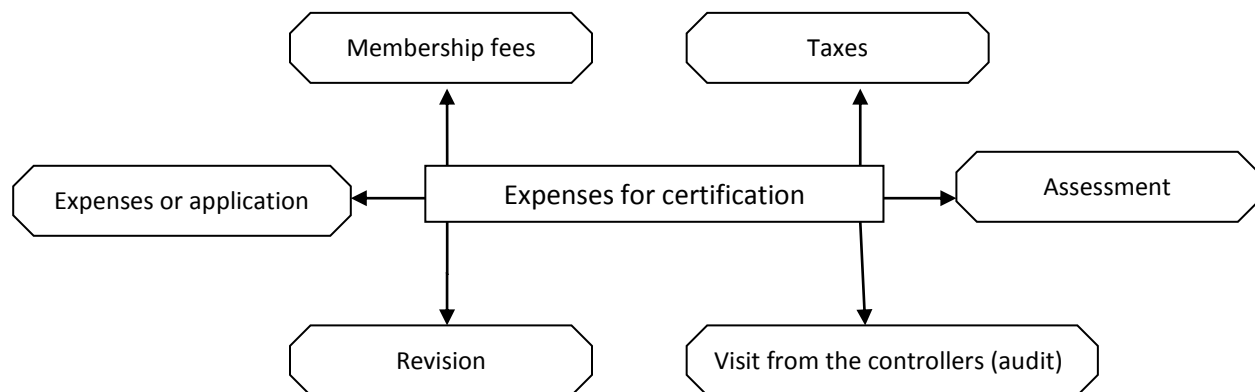 Membership fees
Taxes
Expenses or application
Expenses for certification
Assessment
Revision
Visit from the controllers (audit)